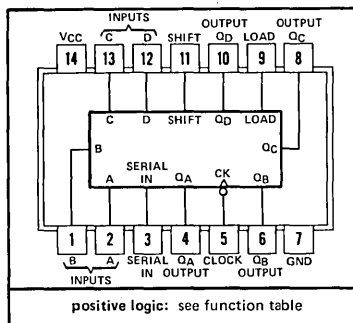 INPUTS OUTPUT OUTPUT
VCC C D SHIFT QD LOAD QC
14 13 12 11 10 9 8
C D SHIFT QD LOAD
B QC
SERIAL
A IN QA CK QB
1 2 3 4 5 6 7
B A SERIAL QA CLOCK QB GND
INPUTS IN OUTPUT OUTPUT
positive logic: see function table